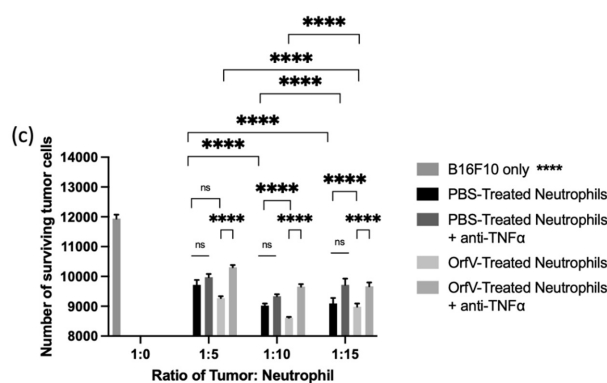 ****
****
****
(c)
****
****
ns
****
****
****
****
****
ns
ns
ns
Number of surviving tumor cells
14000
13000
12000
11000
10000
9000
8000
1:0
1:5
1:10
1:15
Ratio of Tumor: Neutrophil
B16F10 only ****
PBS-Treated Neutrophils
PBS-Treated Neutrophils
+ anti-TNFα
OrfV-Treated Neutrophils
OrfV-Treated Neutrophils
+ anti-TNFα